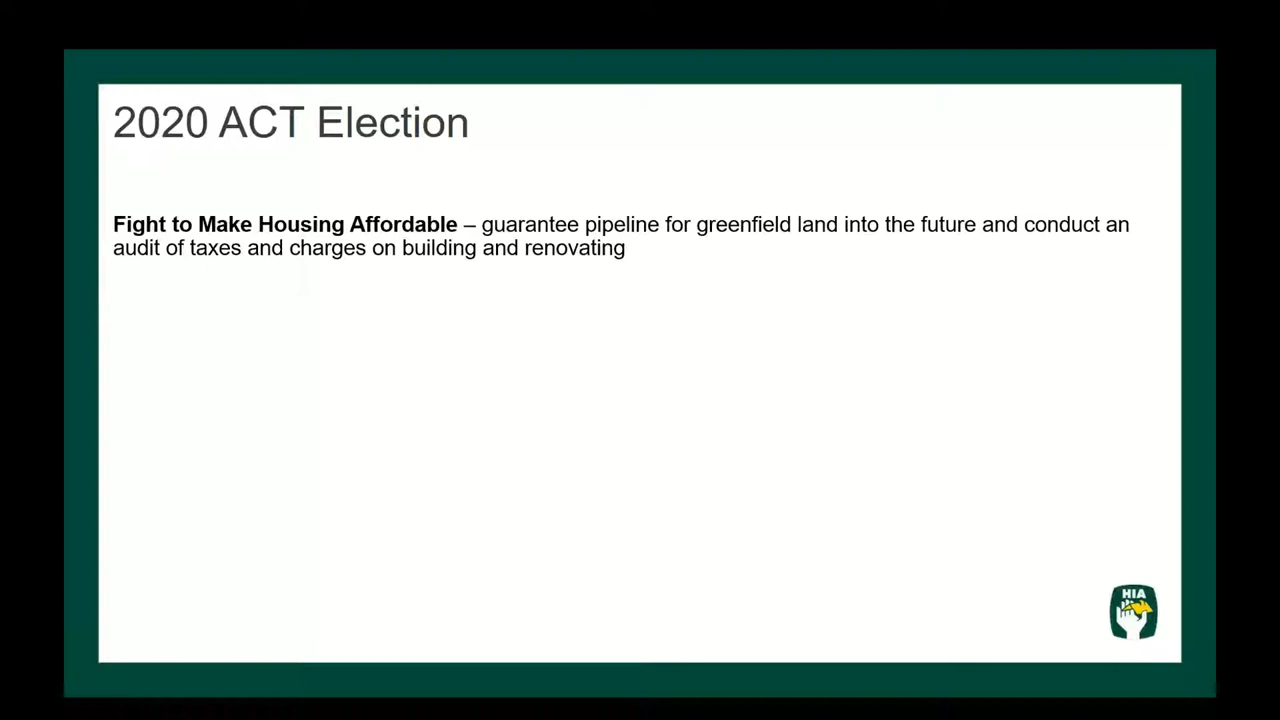 2020 ACT Election
Fight to Make Housing Affordable – guarantee pipeline for greenfield land into the future and conduct an
audit of taxes and charges on building and renovating
HIA